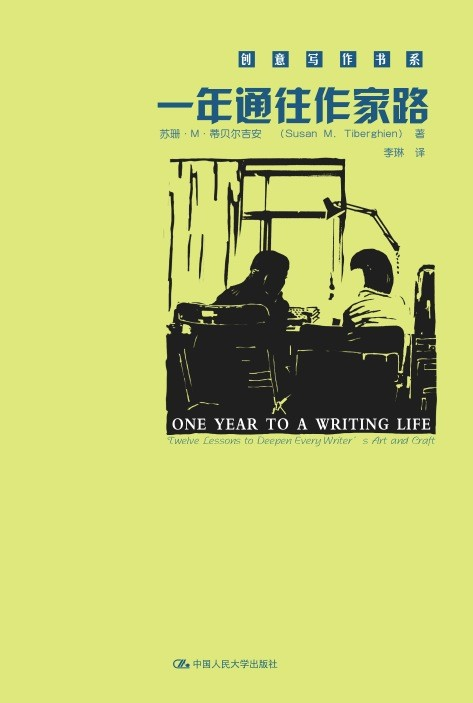 创意写作书系
一年通往作家路
苏珊·M·蒂贝尔吉安 （Susan M. Tiberghien） 著
李琳 译
ONE YEAR TO A WRITING LIFE
Twelve Lessons to Deepen Every Writer’s Art and Craft
中国人民大学出版社